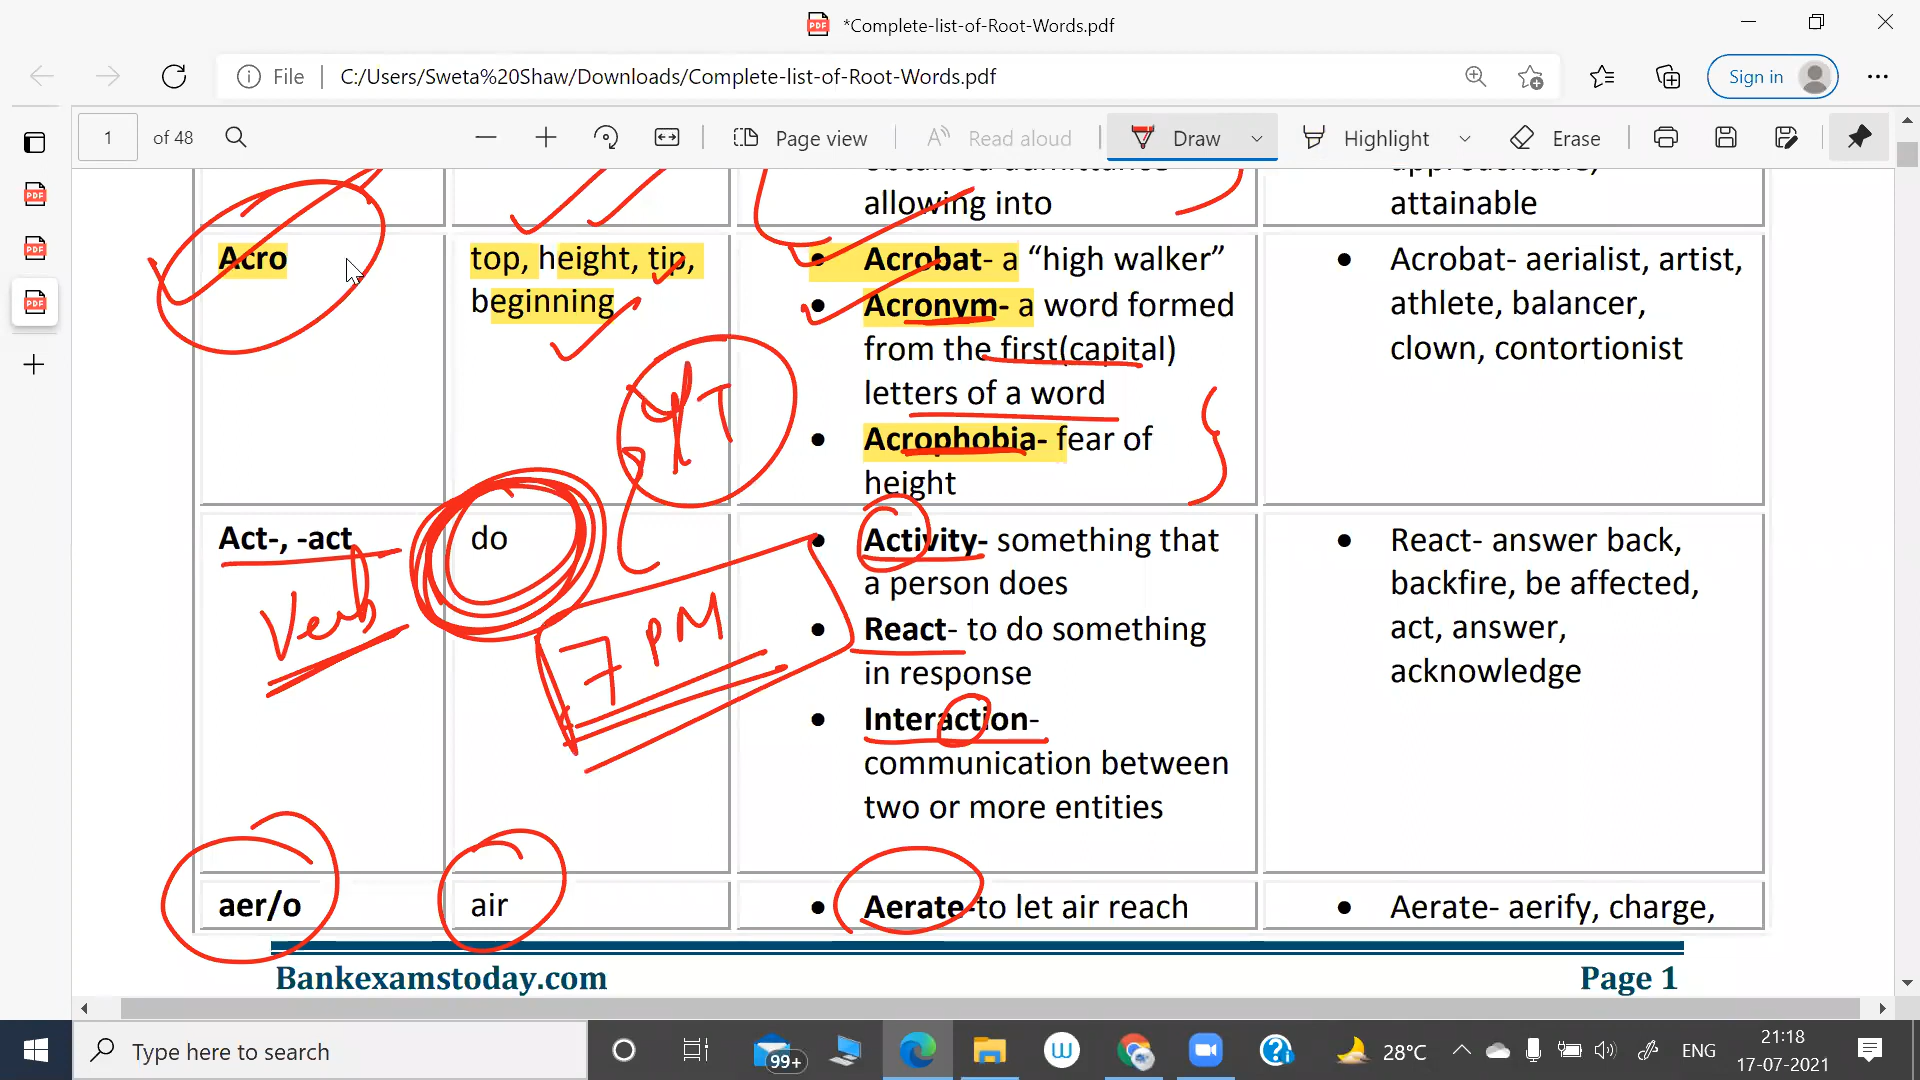 *Complete-list-of-Root-Words.pdf
File
C:/Users/Sweta%20Shaw/Downloads/Complete-list-of-Root-Words.pdf
Sign in
1 of 48
Page view
Read aloud
Draw
Highlight
Erase
allowing into
attainable
Acro
top, height, tip,
beginning
Acrobat- a “high walker”
Acronym- a word formed
from the first(capital)
letters of a word
Acrophobia- fear of
height
Acrobat- aerialist, artist,
athlete, balancer,
clown, contortionist
Act-, -act
Verb
do
7 PM
Activity- something that
a person does
React- to do something
in response
Interaction-
communication between
two or more entities
React- answer back,
backfire, be affected,
act, answer,
acknowledge
aer/o
air
Aerate-to let air reach
Aerate- aerify, charge,
Bankexamstoday.com
Page 1
Type here to search
99+
28°C
ENG
21:18
17-07-2021